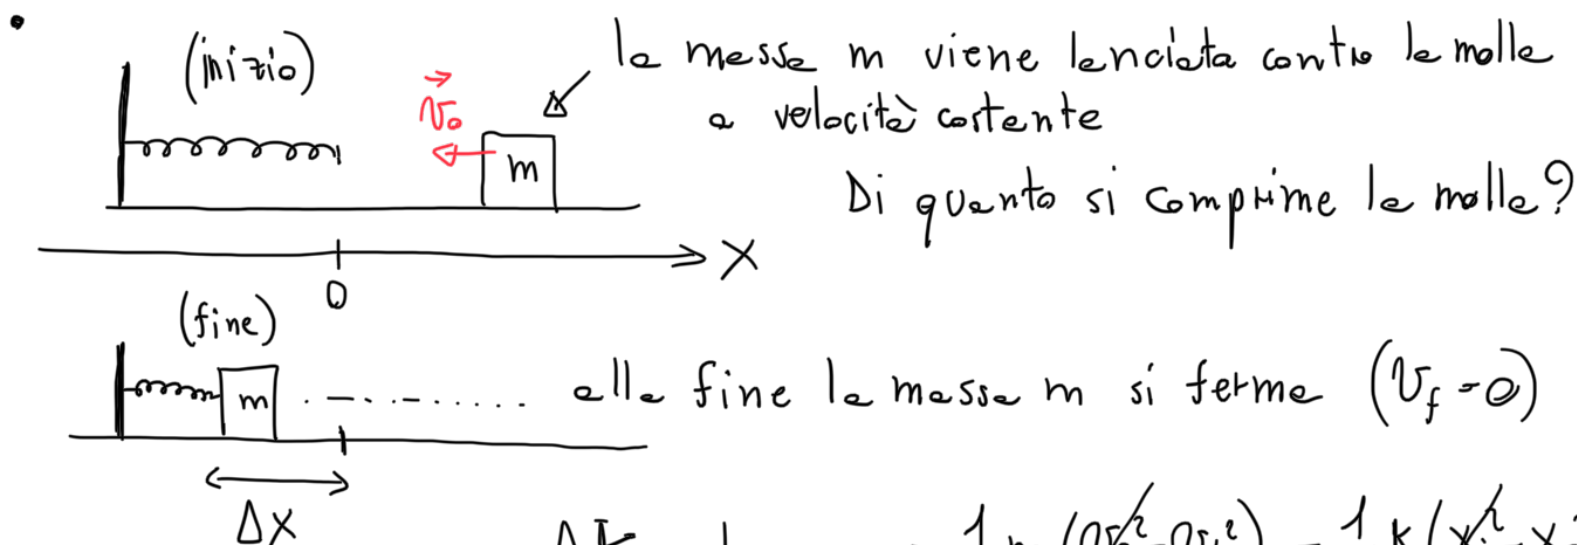 (inizio)
la massa m viene lanciata contro la molla
v₀
m
a velocità costante
Di quanto si comprime la molla?
X
0
(fine)
m
alla fine la massa m si ferma (v_f = 0)
Δx